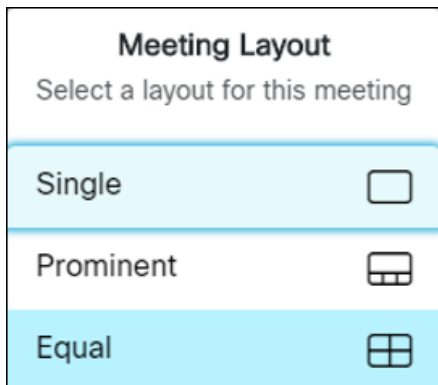 Meeting Layout
Select a layout for this meeting
Single
Prominent
Equal